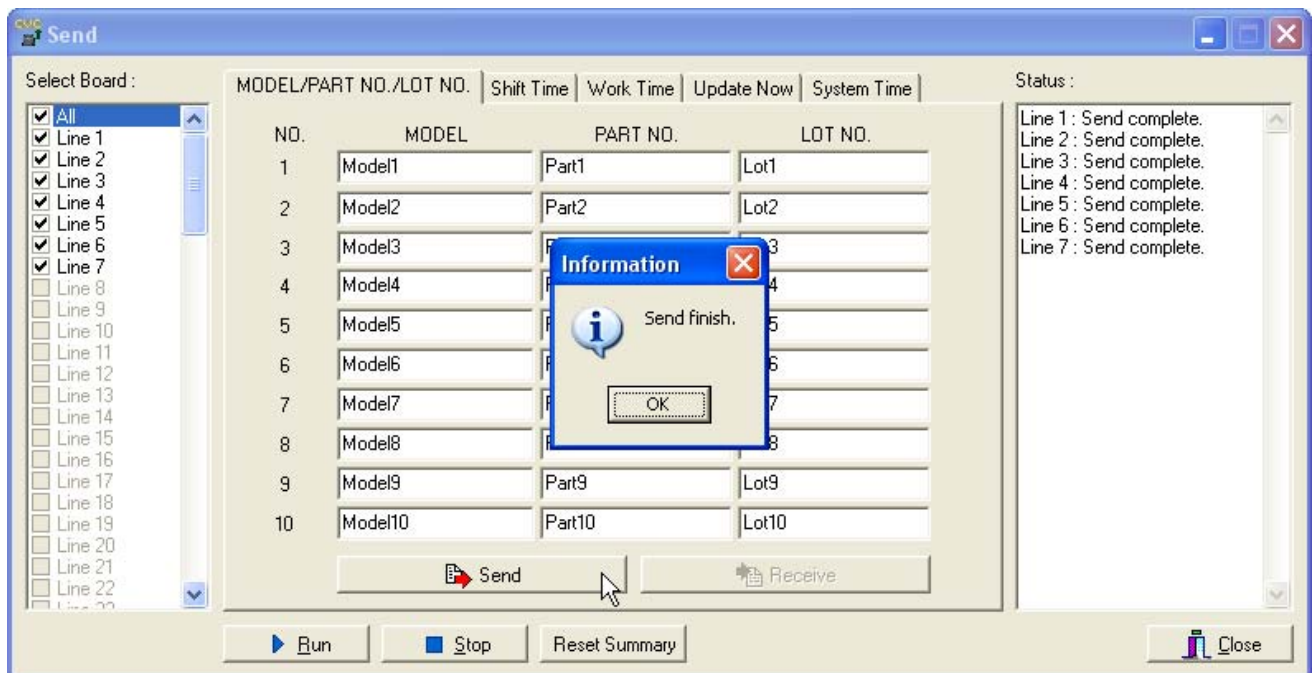 CUC
Send
Select Board :
All
Line 1
Line 2
Line 3
Line 4
Line 5
Line 6
Line 7
Line 8
Line 9
Line 10
Line 11
Line 12
Line 13
Line 14
Line 15
Line 16
Line 17
Line 18
Line 19
Line 20
Line 21
Line 22
MODEL/PART NO./LOT NO. Shift Time Work Time Update Now System Time
NO. MODEL PART NO. LOT NO.
1 Model1 Part1 Lot1
2 Model2 Part2 Lot2
3 Model3 3
4 Model4 4
5 Model5 5
6 Model6 6
7 Model7 7
8 Model8 8
9 Model9 Part9 Lot9
10 Model10 Part10 Lot10
Information
Send finish.
OK
Send Receive
Run Stop Reset Summary
Status :
Line 1 : Send complete.
Line 2 : Send complete.
Line 3 : Send complete.
Line 4 : Send complete.
Line 5 : Send complete.
Line 6 : Send complete.
Line 7 : Send complete.
Close